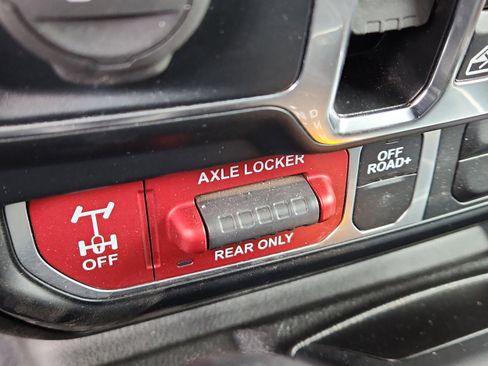 AXLE LOCKER
REAR ONLY
OFF
OFF
ROAD+